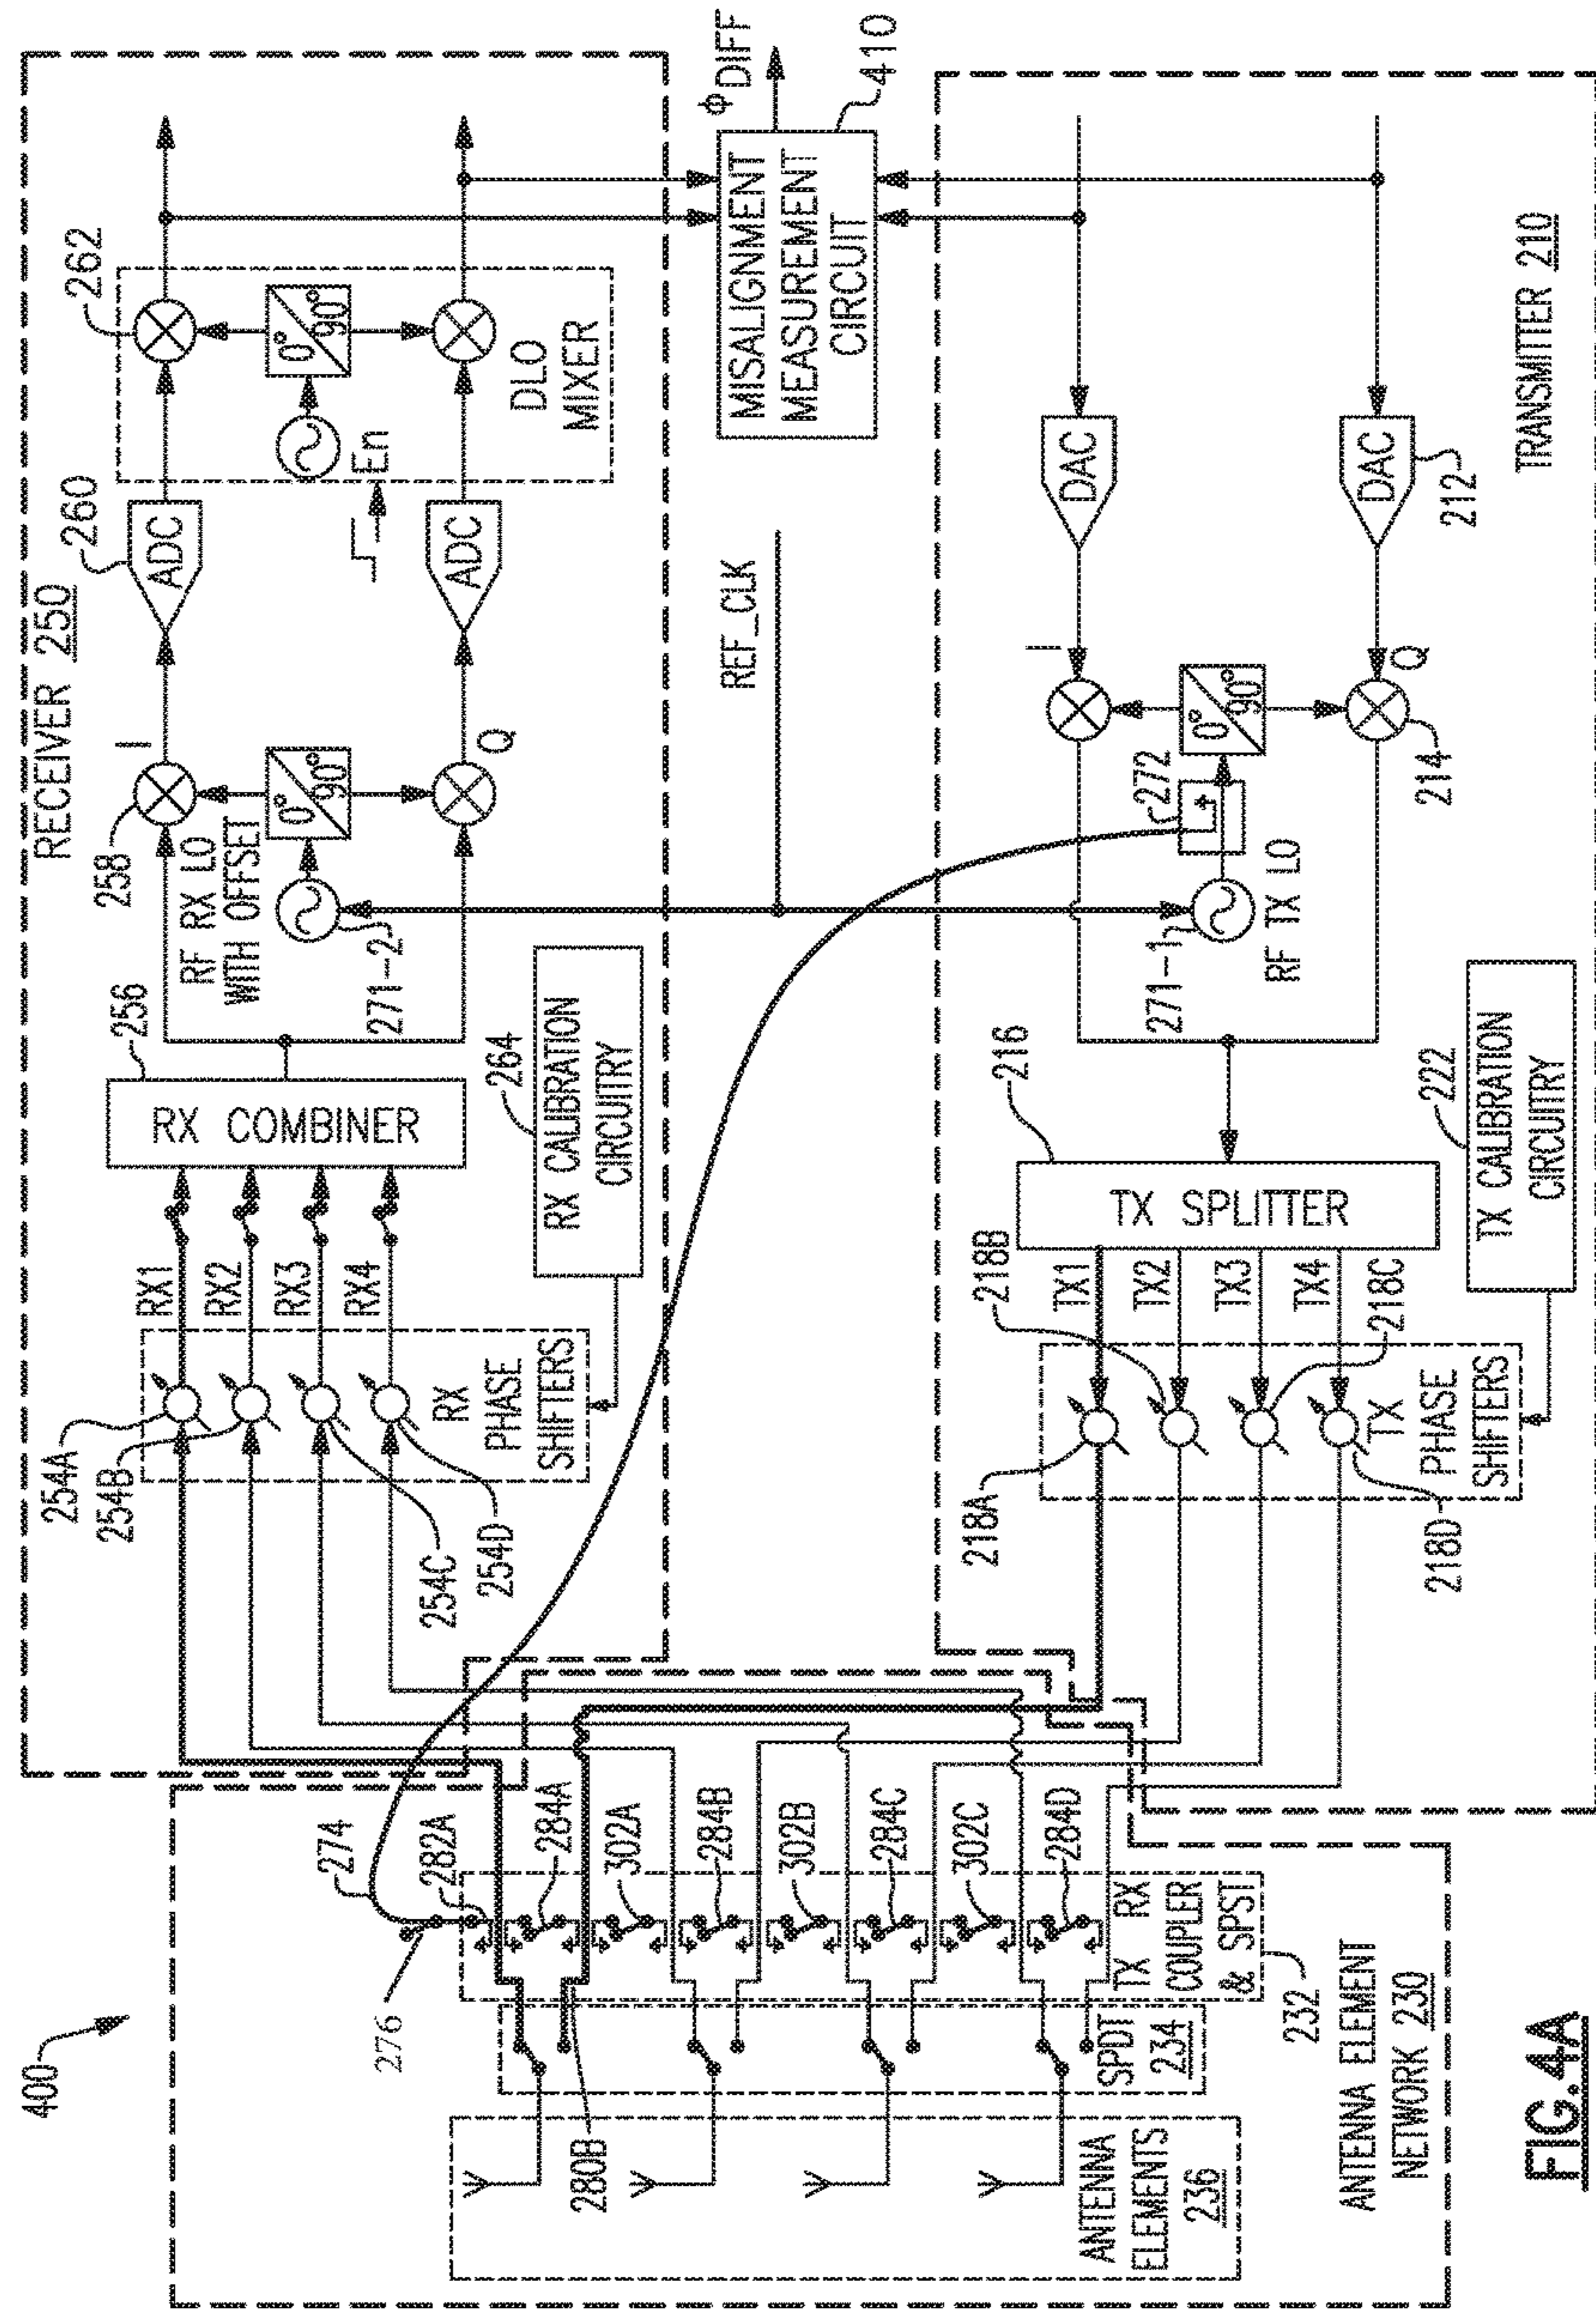 400
ANTENNA ELEMENTS 236
SPDT 234
280B
276
274
282A
284A
302A
284B
302B
284C
302C
284D
TX RX
COUPLER
& SPST
232
ANTENNA ELEMENT
NETWORK 230
RECEIVER 250
254A
254B
254C
254D
RX
PHASE
SHIFTERS
RX1
RX2
RX3
RX4
RX COMBINER
256
264
RX CALIBRATION
CIRCUITRY
258
RF RX LO
WITH OFFSET
271-2
I
0°
90°
Q
260
ADC
ADC
262
0°
90°
En
DLO
MIXER
REF_CLK
MISALIGNMENT
MEASUREMENT
CIRCUIT
Φ DIFF
410
218A
218B
218C
218D
TX
PHASE
SHIFTERS
TX1
TX2
TX3
TX4
216
TX SPLITTER
222
TX CALIBRATION
CIRCUITRY
271-1
RF TX LO
272
I
0°
90°
Q
214
DAC
DAC
212
TRANSMITTER 210
FIG.4A